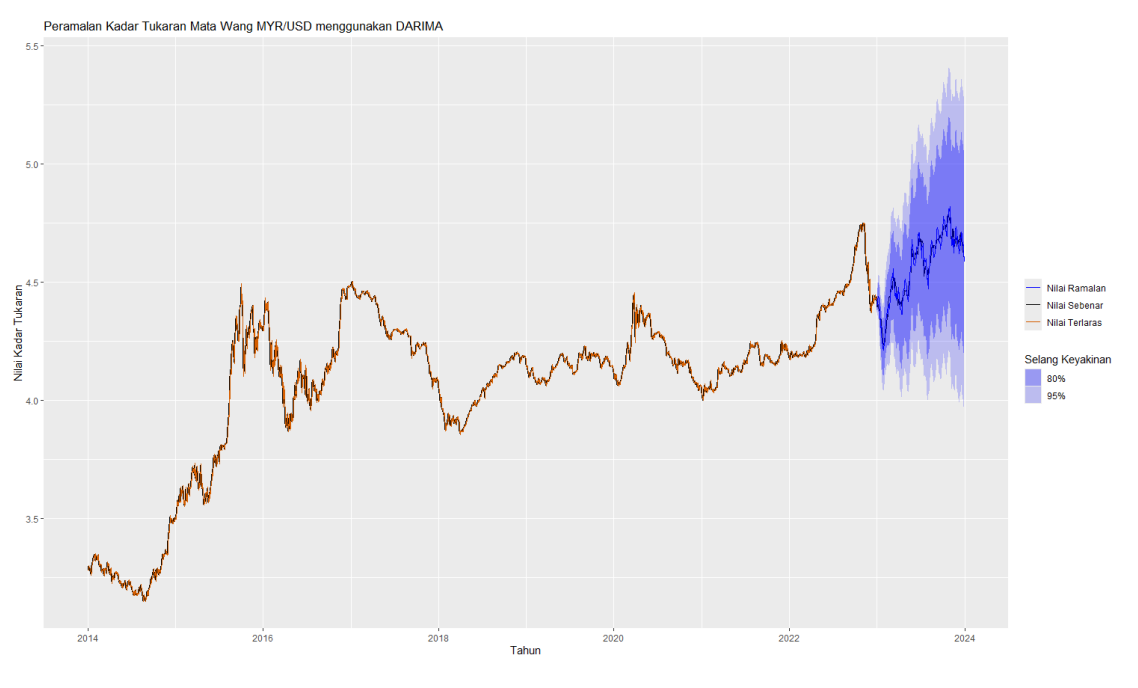 Peramalan Kadar Tukaran Mata Wang MYR/USD menggunakan DARIMA
5.5
5.0
4.5
4.0
3.5
Nilai Kadar Tukaran
2014
2016
2018
2020
2022
2024
Tahun
Nilai Ramalan
Nilai Sebenar
Nilai Terlaras
Selang Keyakinan
80%
95%